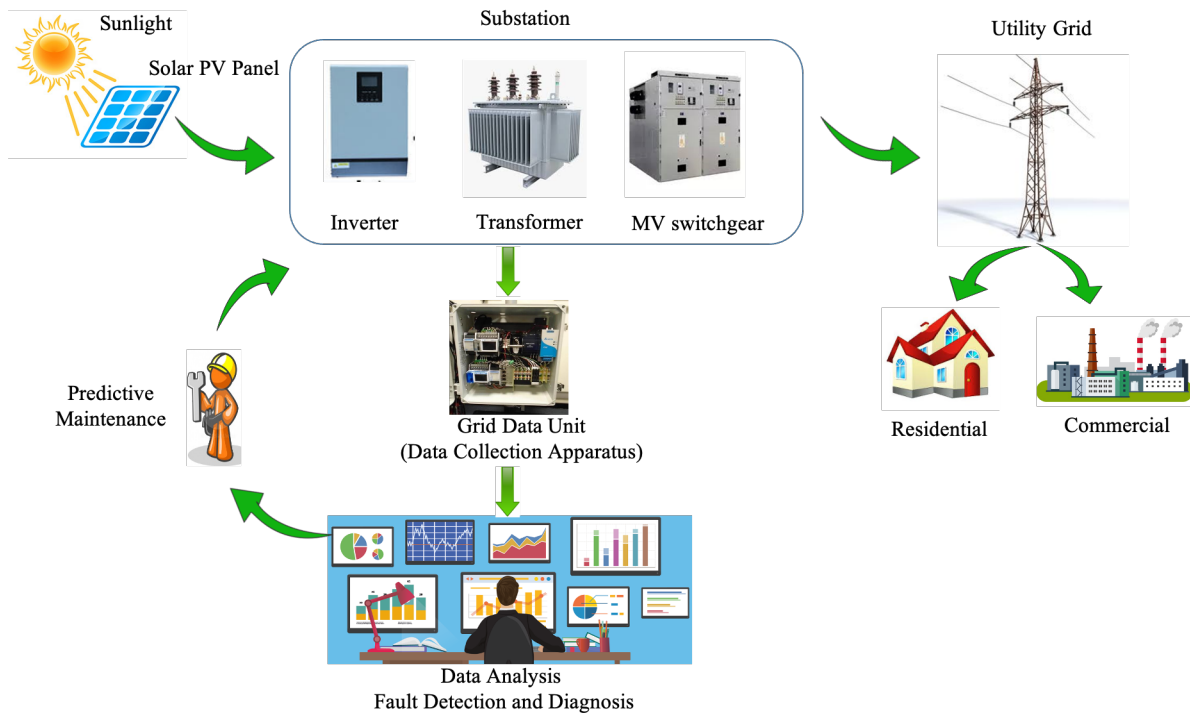 Sunlight
Solar PV Panel
Substation
Inverter
Transformer
MV switchgear
Utility Grid
Residential
Commercial
Grid Data Unit
(Data Collection Apparatus)
Predictive
Maintenance
Data Analysis
Fault Detection and Diagnosis